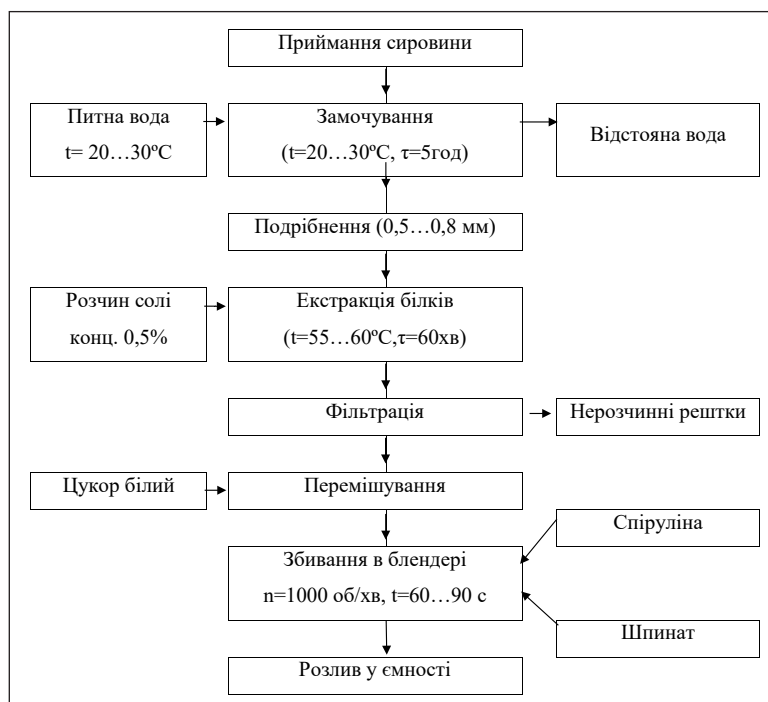 Приймання сировини
Питна вода
t= 20…30ºС
Замочування
(t=20…30ºС, τ=5год)
Відстояна вода
Подрібнення (0,5…0,8 мм)
Розчин солі
конц. 0,5%
Екстракція білків
(t=55…60ºС,τ=60хв)
Фільтрація
Нерозчинні рештки
Цукор білий
Перемішування
Спіруліна
Збивання в блендері
n=1000 об/хв, t=60…90 с
Шпинат
Розлив у ємності